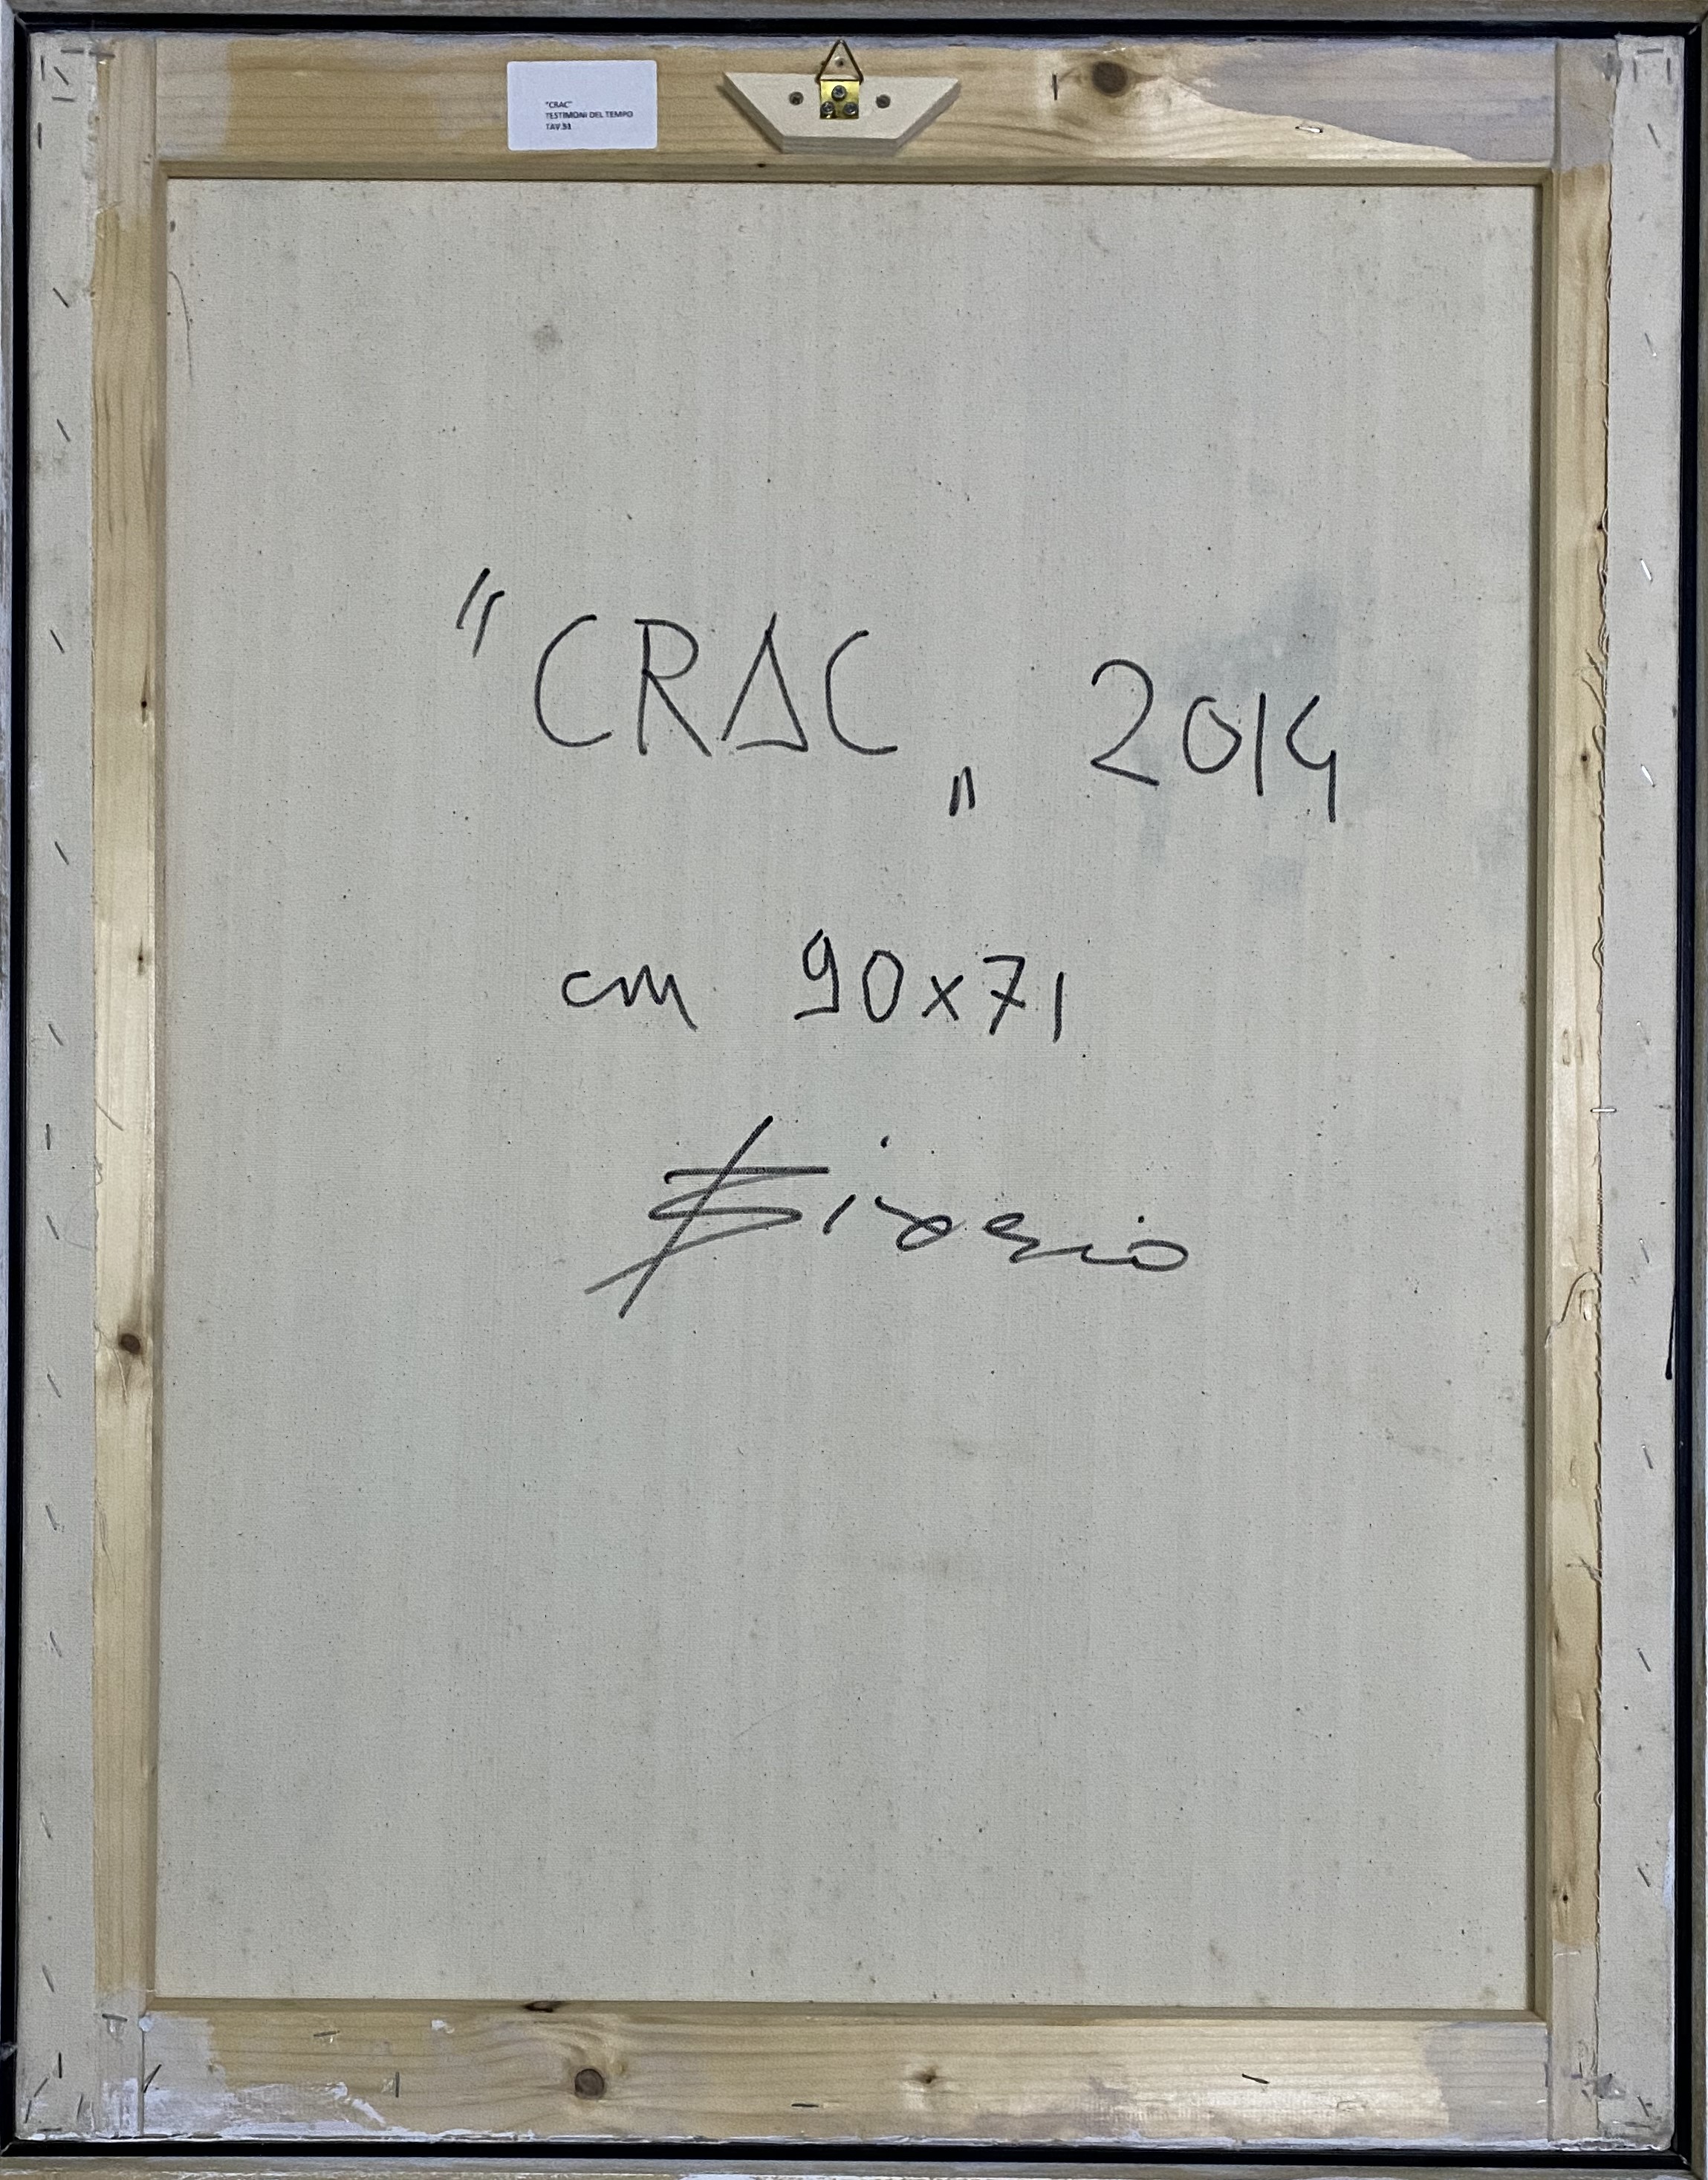 "CRAC"
TESTIMONI DEL TEMPO
TAV.31
"CRAC„ 2014
cm 90x71